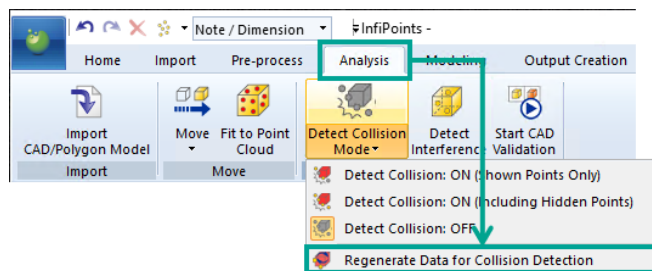 Note / Dimension
InfiPoints -
Home Import Pre-process Analysis Modeling Output Creation
Import
CAD/Polygon Model
Move
Fit to Point
Cloud
Detect Collision
Mode
Detect
Interference
Start CAD
Validation
Import
Move
Detect Collision: ON (Shown Points Only)
Detect Collision: ON (Including Hidden Points)
Detect Collision: OFF
Regenerate Data for Collision Detection